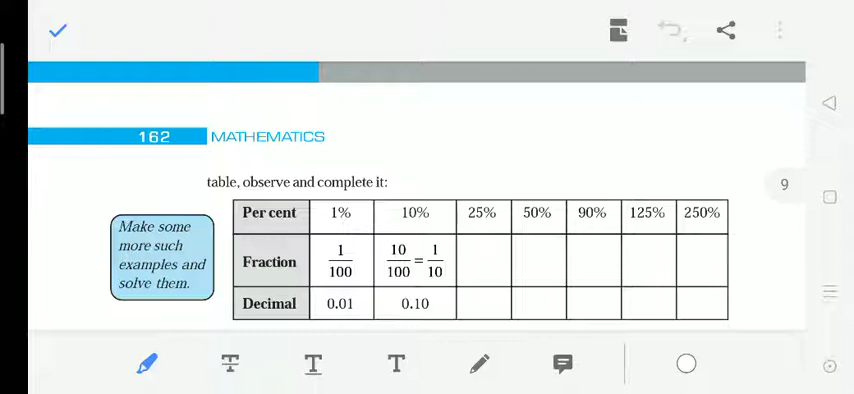 162 MATHEMATICS
9
table, observe and complete it:
Make some
more such
examples and
solve them.
Per cent 1% 10% 25% 50% 90% 125% 250%
Fraction 1/100 10/100 = 1/10
Decimal 0.01 0.10
T T T